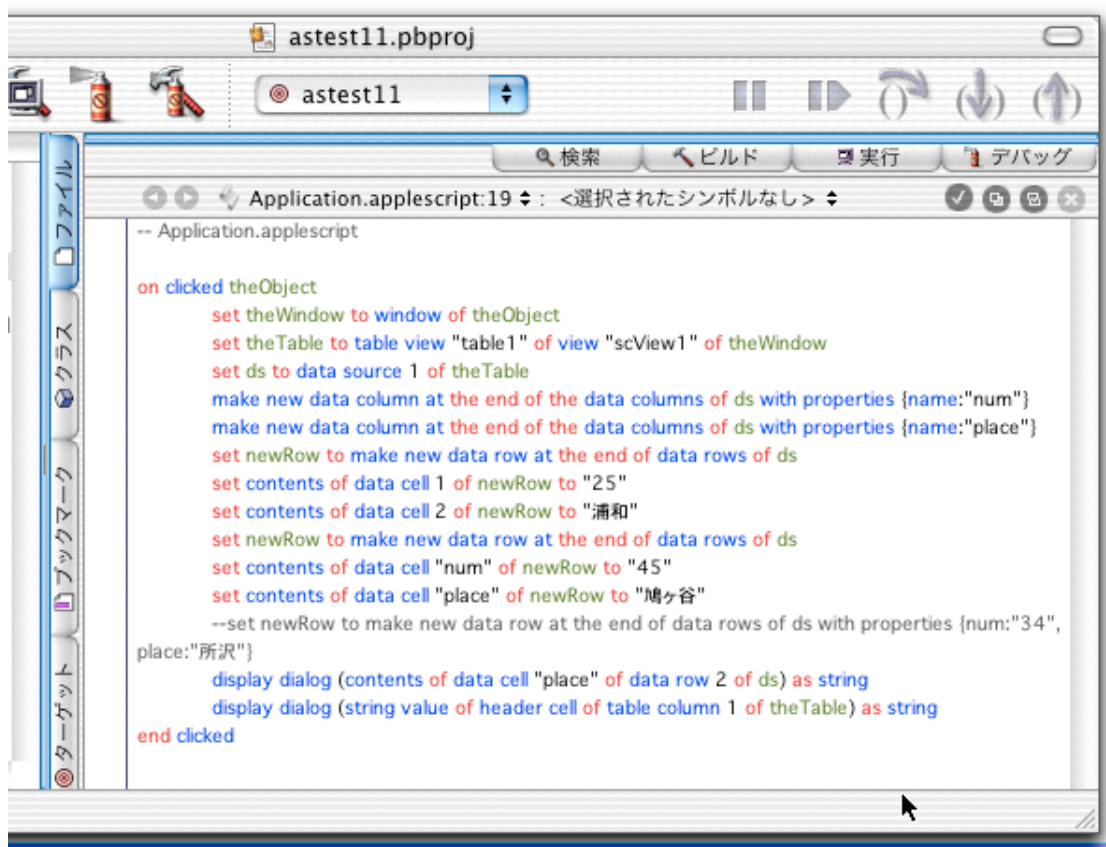 astest11.pbproj
astest11
検索
ビルド
実行
デバッグ
Application.applescript:19 : <選択されたシンボルなし>
ファイル
クラス
ブックマーク
ターゲット
-- Application.applescript
on clicked theObject
set theWindow to window of theObject
set theTable to table view "table1" of view "scView1" of theWindow
set ds to data source 1 of theTable
make new data column at the end of the data columns of ds with properties {name:"num"}
make new data column at the end of the data columns of ds with properties {name:"place"}
set newRow to make new data row at the end of data rows of ds
set contents of data cell 1 of newRow to "25"
set contents of data cell 2 of newRow to "浦和"
set newRow to make new data row at the end of data rows of ds
set contents of data cell "num" of newRow to "45"
set contents of data cell "place" of newRow to "鳩ヶ谷"
--set newRow to make new data row at the end of data rows of ds with properties {num:"34",
place:"所沢"}
display dialog (contents of data cell "place" of data row 2 of ds) as string
display dialog (string value of header cell of table column 1 of theTable) as string
end clicked